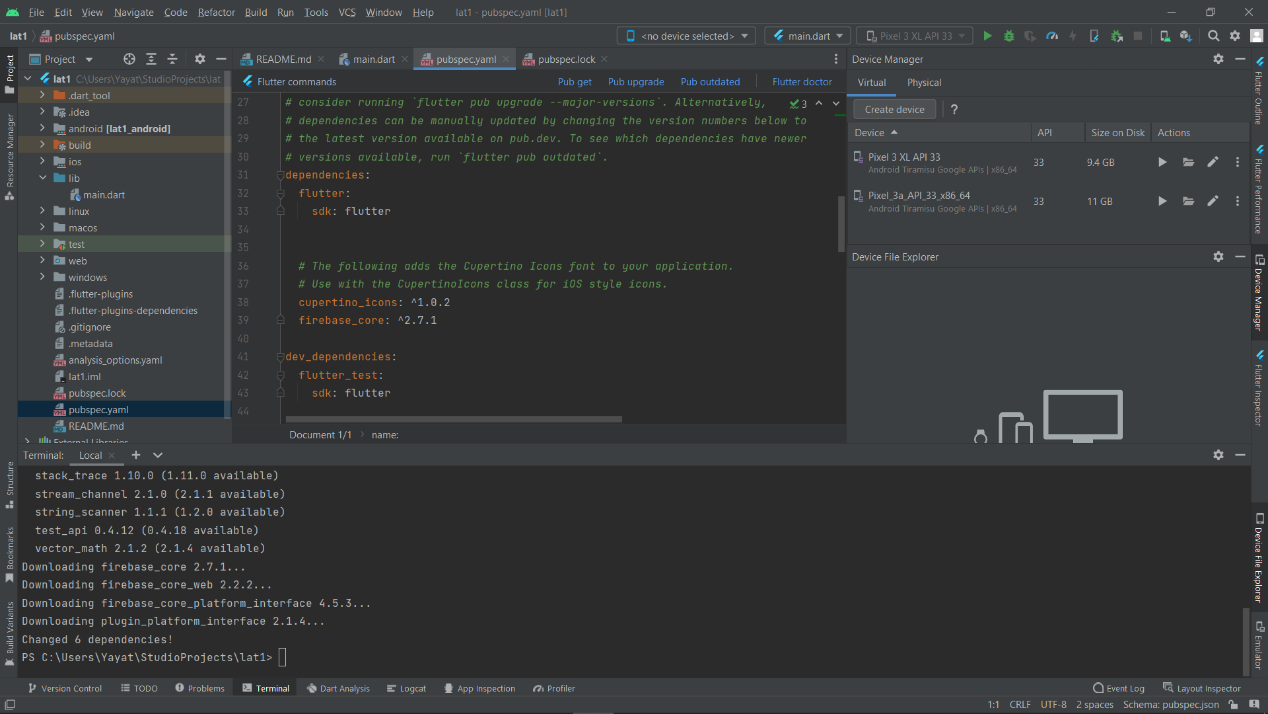 File Edit View Navigate Code Refactor Build Run Tools VCS Window Help lat1 - pubspec.yaml [lat1]
lat1 pubspec.yaml <no device selected> main.dart Pixel 3 XL API 33
Project README.md main.dart pubspec.yaml pubspec.lock Device Manager
Flutter commands Pub get Pub upgrade Pub outdated Flutter doctor
Virtual Physical
Create device ?
Device API Size on Disk Actions
Pixel 3 XL API 33 33 9.4 GB
Android Tiramisu Google APIs | x86_64
Pixel_3a_API_33_x86_64 33 11 GB
Android Tiramisu Google APIs | x86_64
Device File Explorer
Project
Resource Manager
Structure
Bookmarks
Build Variants
lat1 C:\Users\Yayat\StudioProjects\lat
.dart_tool
.idea
android [lat1_android]
build
ios
lib
main.dart
linux
macos
test
web
windows
.flutter-plugins
.flutter-plugins-dependencies
.gitignore
.metadata
analysis_options.yaml
lat1.iml
pubspec.lock
pubspec.yaml
README.md
External Libraries
27 # consider running `flutter pub upgrade --major-versions`. Alternatively, 3
28 # dependencies can be manually updated by changing the version numbers below to
29 # the latest version available on pub.dev. To see which dependencies have newer
30 # versions available, run `flutter pub outdated`.
31 dependencies:
32 flutter:
33 sdk: flutter
34
35
36 # The following adds the Cupertino Icons font to your application.
37 # Use with the CupertinoIcons class for iOS style icons.
38 cupertino_icons: ^1.0.2
39 firebase_core: ^2.7.1
40
41 dev_dependencies:
42 flutter_test:
43 sdk: flutter
44
Document 1/1 name:
Flutter Outline
Flutter Performance
Device Manager
Flutter Inspector
Device File Explorer
Emulator
Terminal: Local
stack_trace 1.10.0 (1.11.0 available)
stream_channel 2.1.0 (2.1.1 available)
string_scanner 1.1.1 (1.2.0 available)
test_api 0.4.12 (0.4.18 available)
vector_math 2.1.2 (2.1.4 available)
Downloading firebase_core 2.7.1...
Downloading firebase_core_web 2.2.2...
Downloading firebase_core_platform_interface 4.5.3...
Downloading plugin_platform_interface 2.1.4...
Changed 6 dependencies!
PS C:\Users\Yayat\StudioProjects\lat1>
Version Control TODO Problems Terminal Dart Analysis Logcat App Inspection Profiler Event Log Layout Inspector
1:1 CRLF UTF-8 2 spaces Schema: pubspec.json